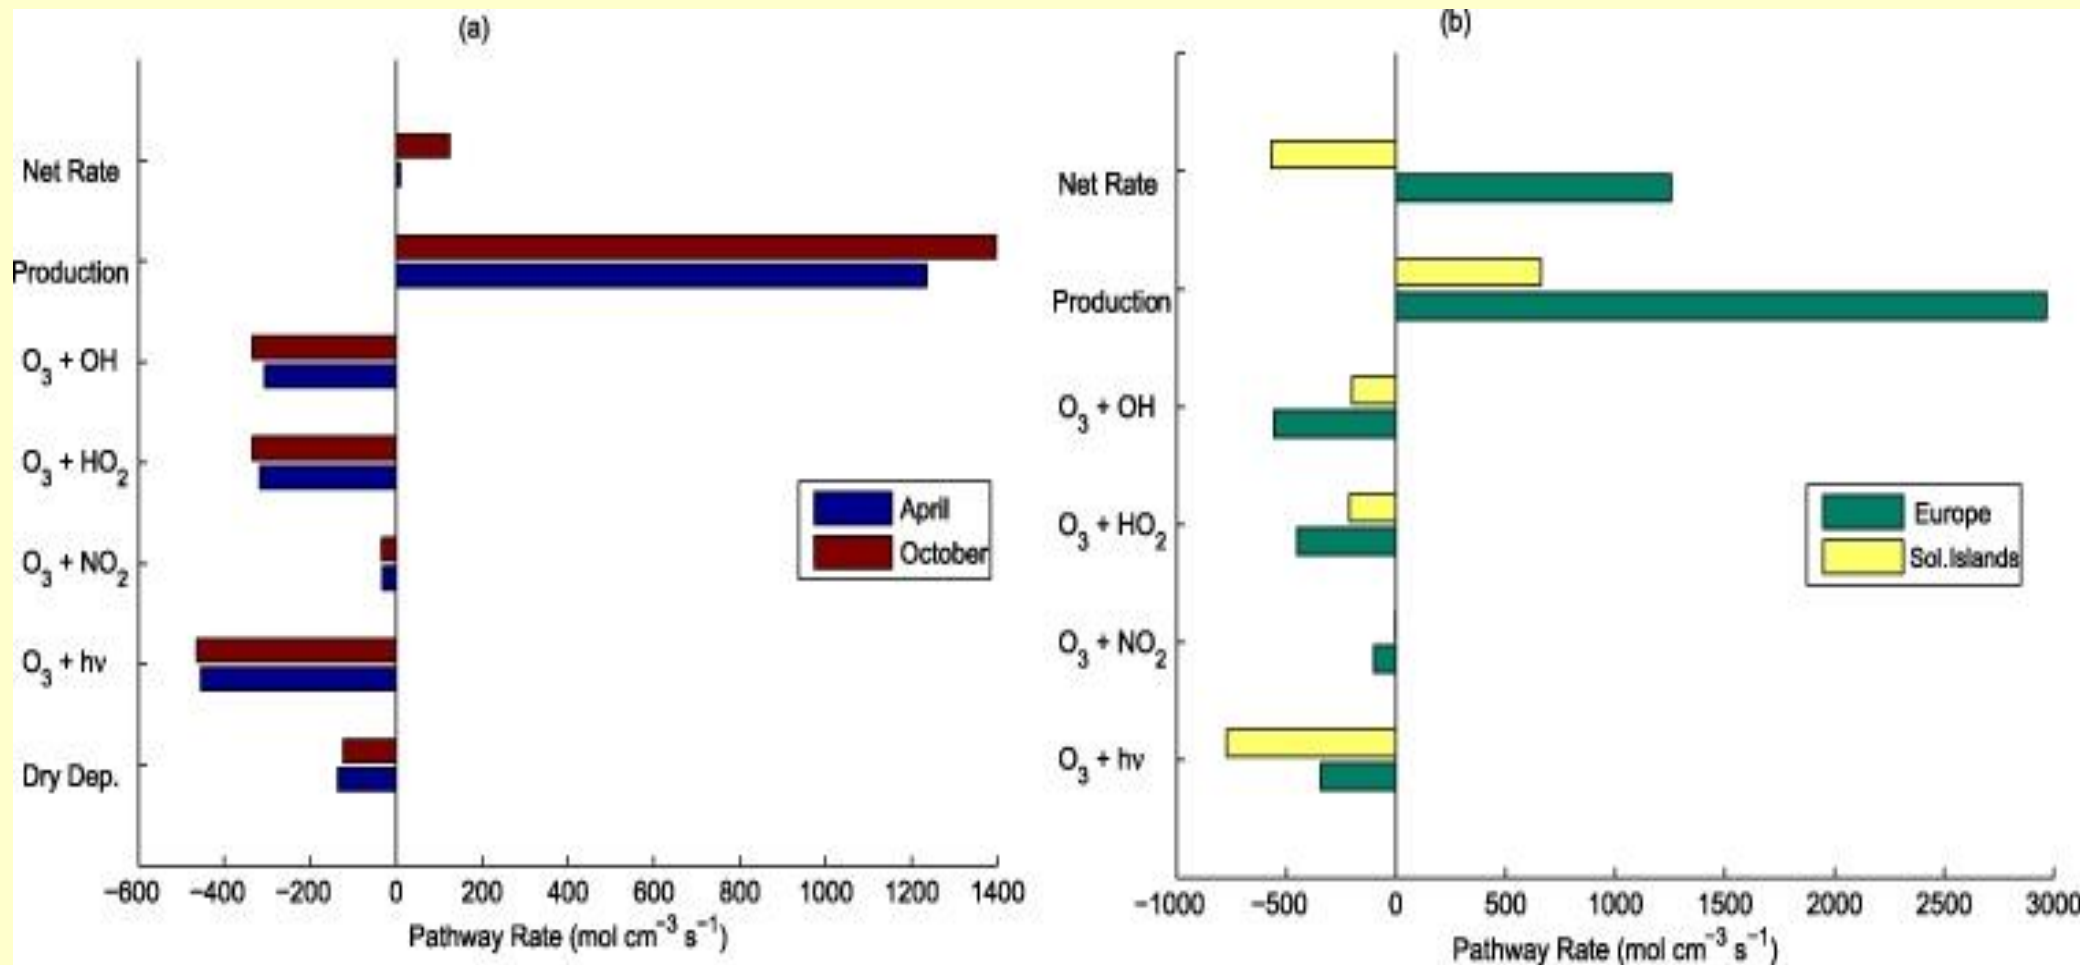 (a)
Net Rate
Production
O₃ + OH
O₃ + HO₂
O₃ + NO₂
O₃ + hν
Dry Dep.
April
October
−600 −400 −200 0 200 400 600 800 1000 1200 1400
Pathway Rate (mol cm⁻³ s⁻¹)
(b)
Net Rate
Production
O₃ + OH
O₃ + HO₂
O₃ + NO₂
O₃ + hν
Europe
Sol.Islands
−1000 −500 0 500 1000 1500 2000 2500 3000
Pathway Rate (mol cm⁻³ s⁻¹)